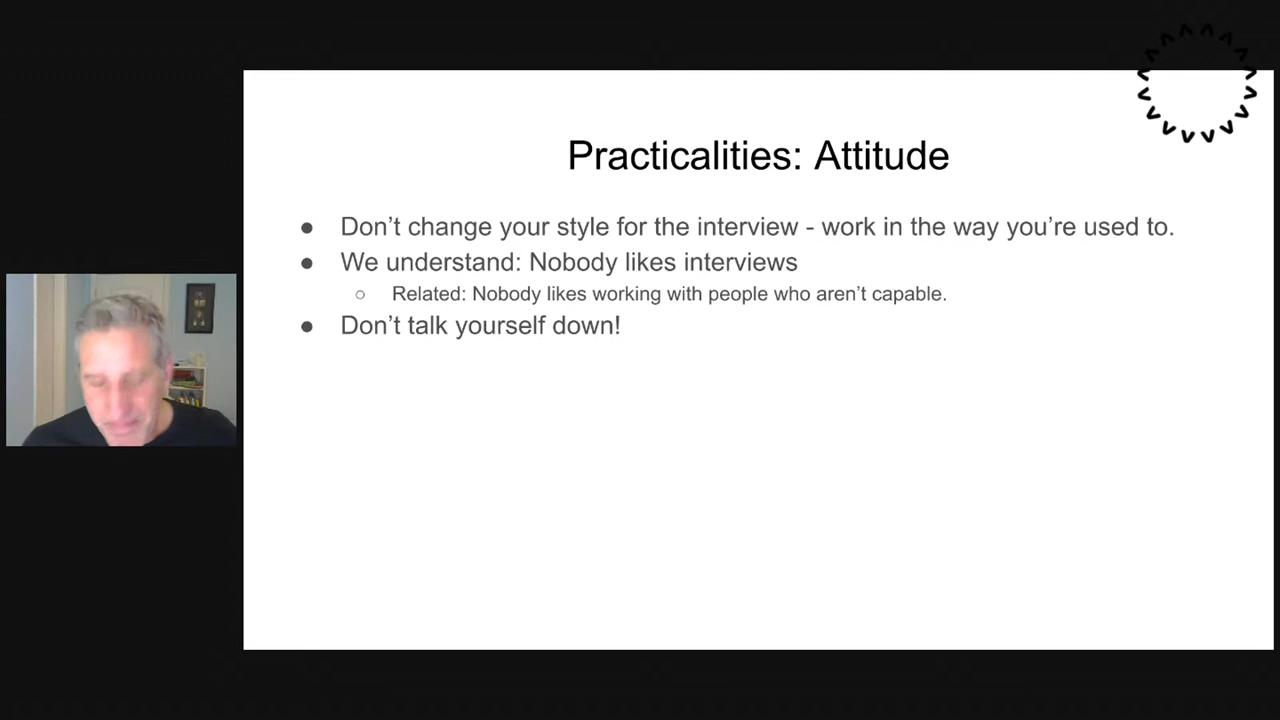 Practicalities: Attitude
● Don’t change your style for the interview - work in the way you’re used to.
● We understand: Nobody likes interviews
○ Related: Nobody likes working with people who aren’t capable.
● Don’t talk yourself down!